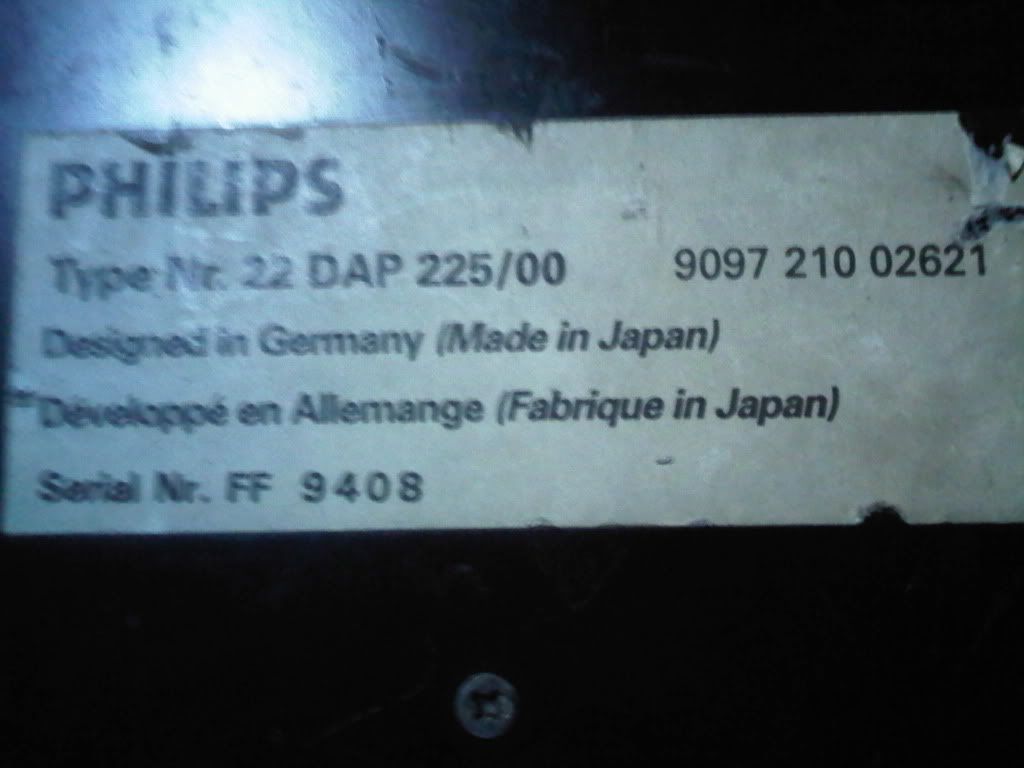 PHILIPS
Type Nr. 22 DAP 225/00 9097 210 02621
Designed in Germany (Made in Japan)
Développé en Allemange (Fabrique in Japan)
Serial Nr. FF 9408